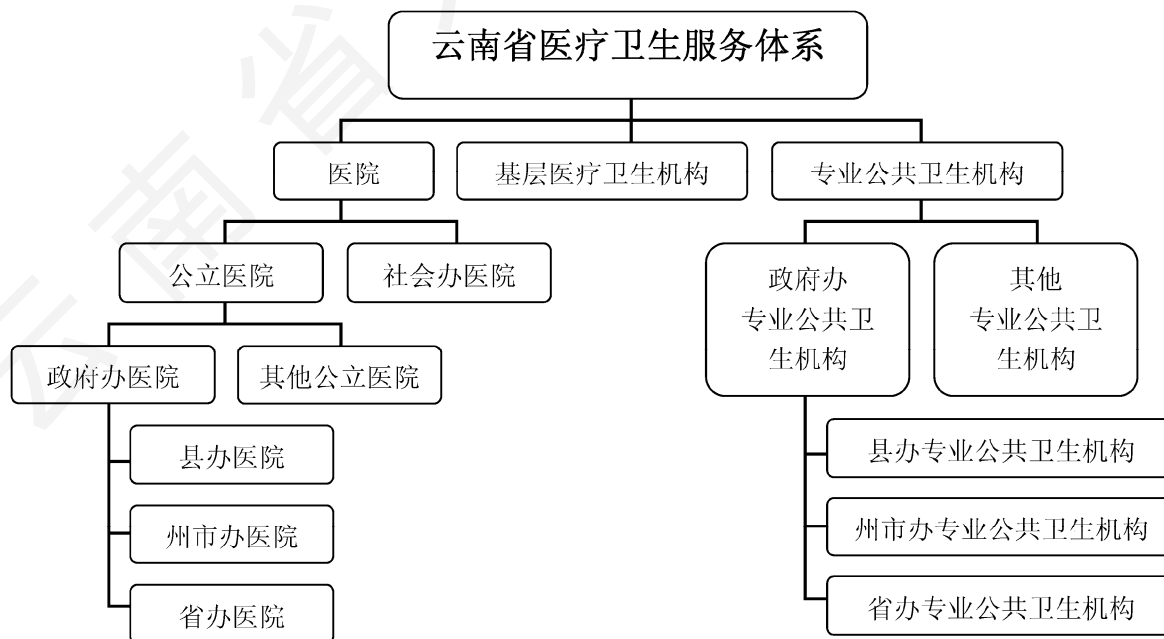 云南省医疗卫生服务体系
医院
基层医疗卫生机构
专业公共卫生机构
公立医院
社会办医院
政府办
专业公共卫
生机构
其他
专业公共卫
生机构
政府办医院
其他公立医院
县办医院
州市办医院
省办医院
县办专业公共卫生机构
州市办专业公共卫生机构
省办专业公共卫生机构
云南省